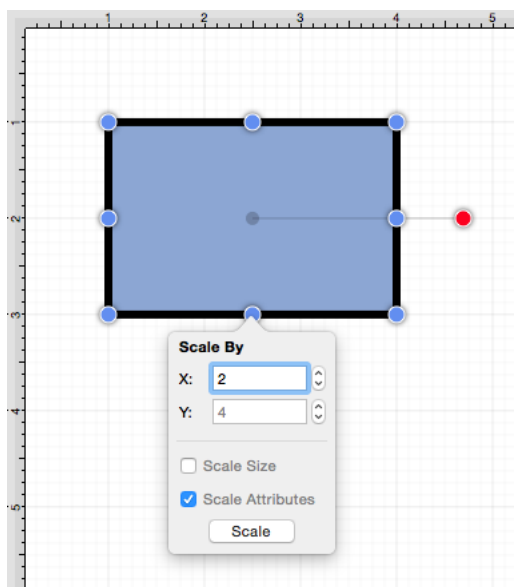 1 2 3 4 5
1
2
3
4
5
Scale By
X: 2
Y: 4
Scale Size
Scale Attributes
Scale